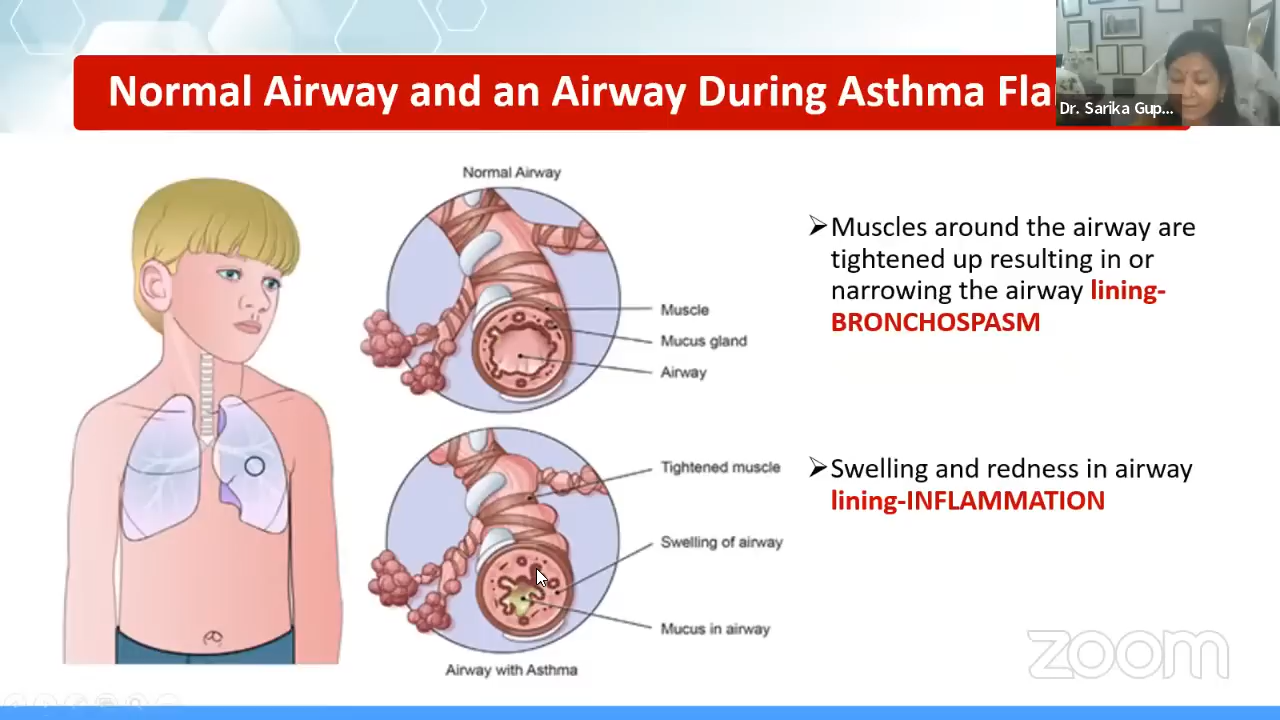 Normal Airway and an Airway During Asthma
Dr. Sarika Gup...
Normal Airway
Muscle
Mucus gland
Airway
Tightened muscle
Swelling of airway
Mucus in airway
Airway with Asthma
➢Muscles around the airway are
tightened up resulting in or
narrowing the airway lining-
BRONCHOSPASM
➢Swelling and redness in airway
lining-INFLAMMATION
zoom